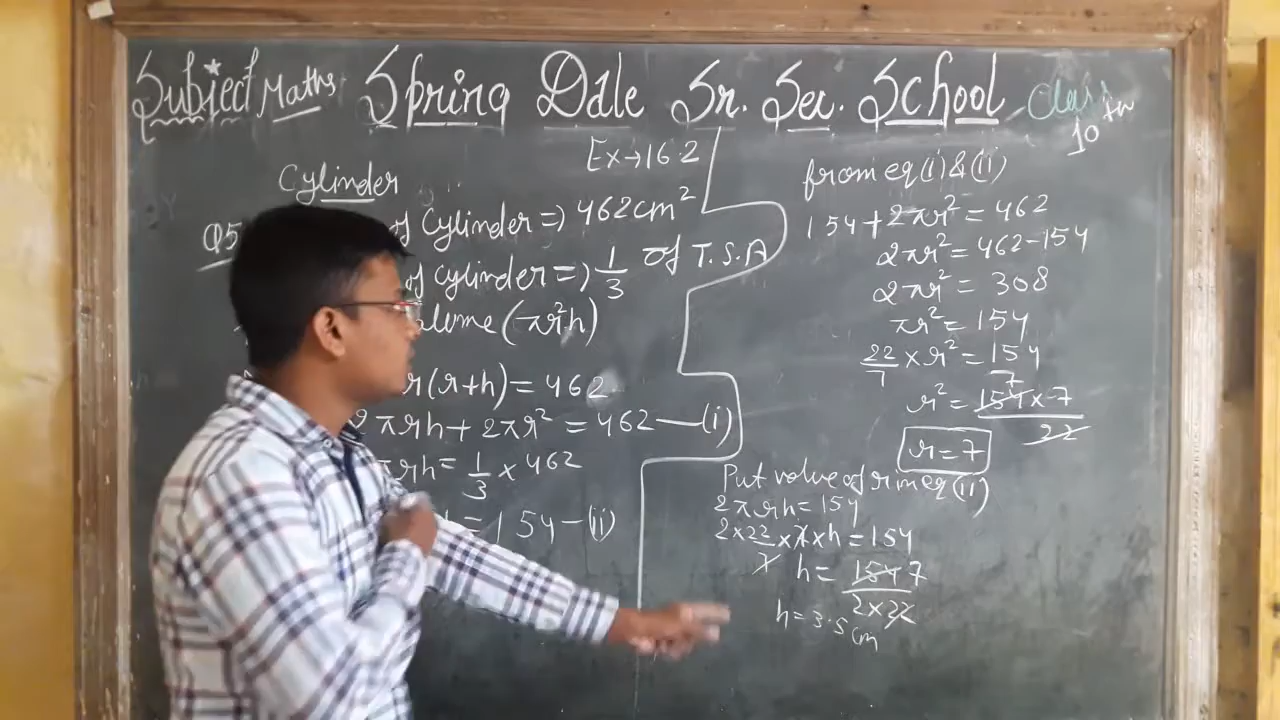 Subject Maths Spring Dale Sr. Sec. School Class 10th
Ex→16.2
Cylinder
Q5 of Cylinder => 462cm²
of cylinder => 1/3 of T.S.A
(πr²h)
r(r+h) = 462
2πrh + 2πr² = 462 — (i)
πrh = 1/3 × 462
= 154 - (ii)
from eq (i) & (ii)
154 + 2πr² = 462
2πr² = 462-154
2πr² = 308
πr² = 154
22/7 × r² = 154
r² = 154×7/22
7
r = 7
Put value of r in eq (ii)
2πrh = 154
2×22/7 ×7×h = 154
h = 154 7/2×22
h = 3.5 cm